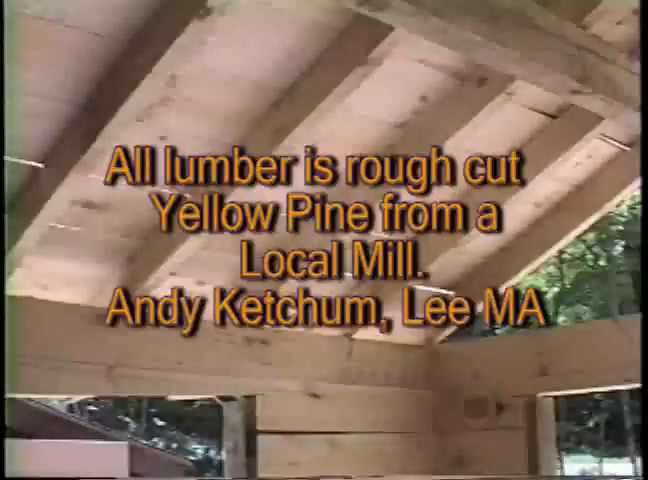 All lumber is rough cut
Yellow Pine from a
Local Mill.
Andy Ketchum, Lee MA